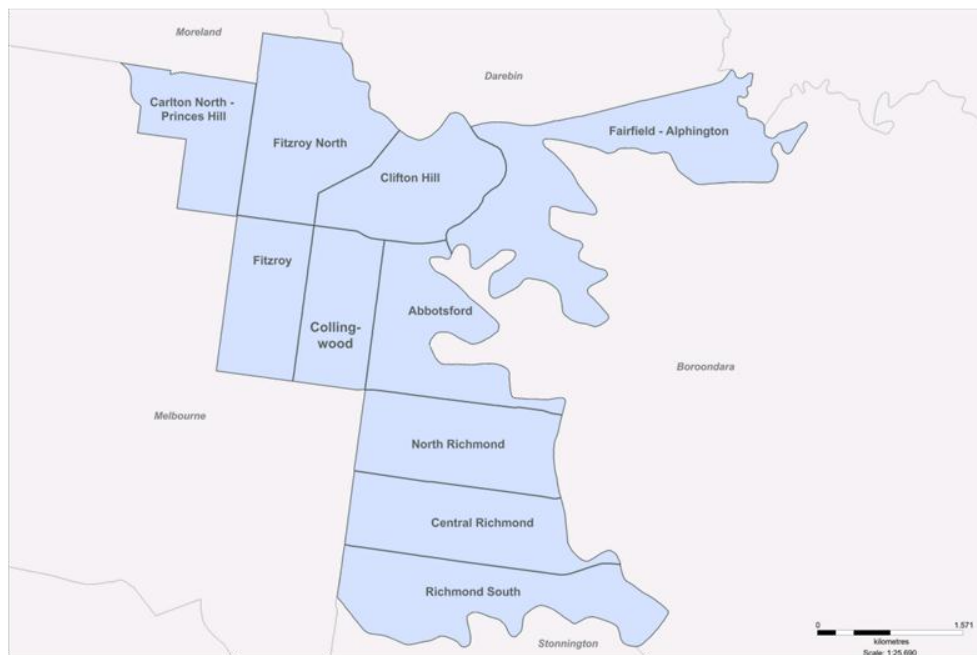 Moreland
Darebin
Carlton North -
Princes Hill
Fitzroy North
Fairfield - Alphington
Clifton Hill
Fitzroy
Abbotsford
Colling-
wood
Boroondara
Melbourne
North Richmond
Central Richmond
Richmond South
Stonnington
0 1.571
kilometres
Scale: 1:25,690